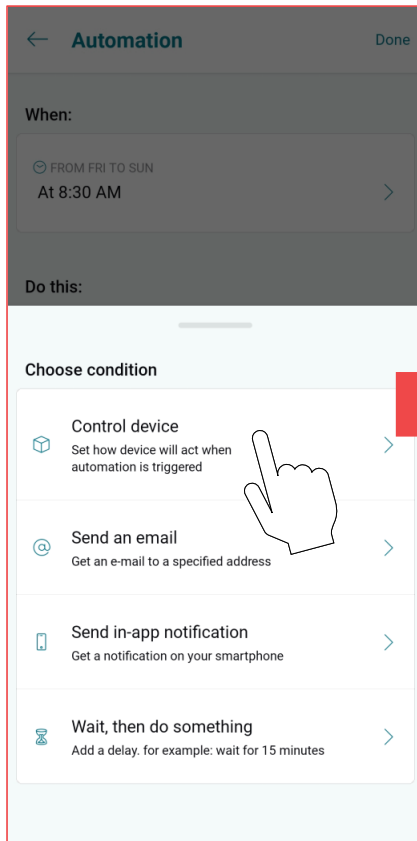 Automation
Done
When:
FROM FRI TO SUN
At 8:30 AM
Do this:
Choose condition
Control device
Set how device will act when
automation is triggered
Send an email
Get an e-mail to a specified address
Send in-app notification
Get a notification on your smartphone
Wait, then do something
Add a delay. for example: wait for 15 minutes